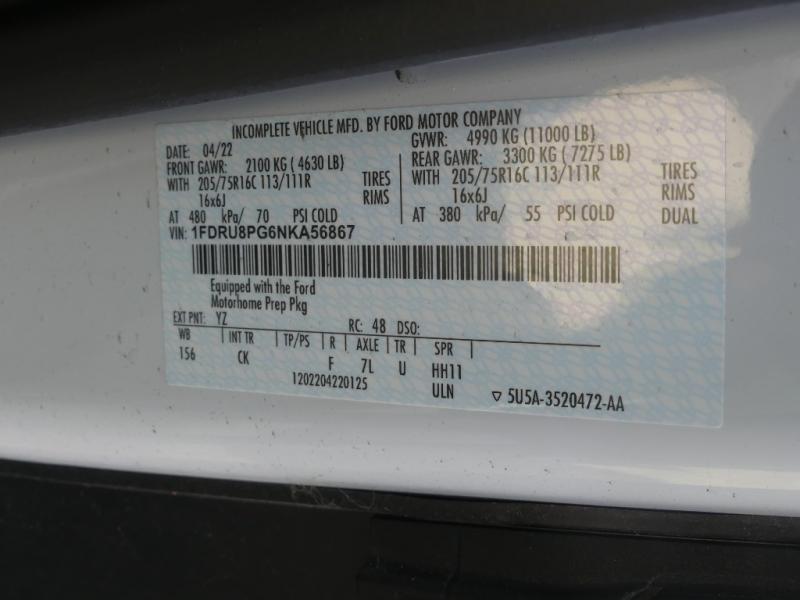 INCOMPLETE VEHICLE MFD. BY FORD MOTOR COMPANY
DATE: 04/22 GVWR: 4990 KG (11000 LB)
FRONT GAWR: 2100 KG ( 4630 LB) REAR GAWR: 3300 KG ( 7275 LB)
WITH 205/75R16C 113/111R TIRES WITH 205/75R16C 113/111R TIRES
16x6J RIMS 16x6J RIMS
AT 480 kPa/ 70 PSI COLD AT 380 kPa/ 55 PSI COLD DUAL
VIN: 1FDRU8PG6NKA56867
Equipped with the Ford
Motorhome Prep Pkg
EXT PNT: YZ RC: 48 DSO:
WB INT TR TP/PS R AXLE TR SPR
156 CK F 7L U HH11
1202204220125 ULN ▽ 5U5A-3520472-AA